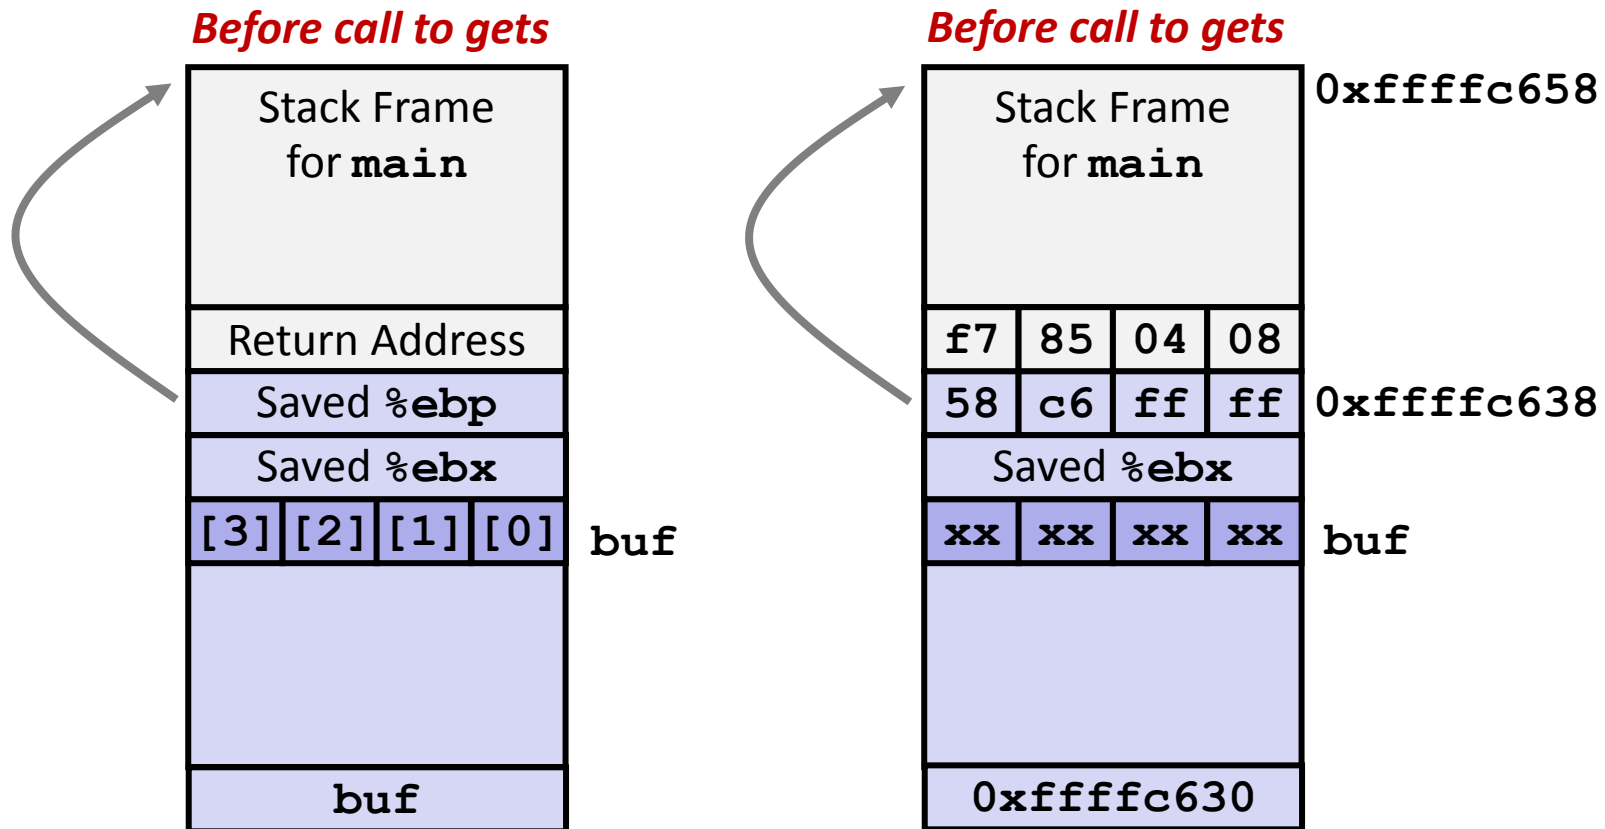 Before call to gets
Stack Frame
for main
Return Address
Saved %ebp
Saved %ebx
[3] [2] [1] [0] buf
buf
Before call to gets
Stack Frame 0xffffc658
for main
f7 85 04 08
58 c6 ff ff 0xffffc638
Saved %ebx
xx xx xx xx buf
0xffffc630